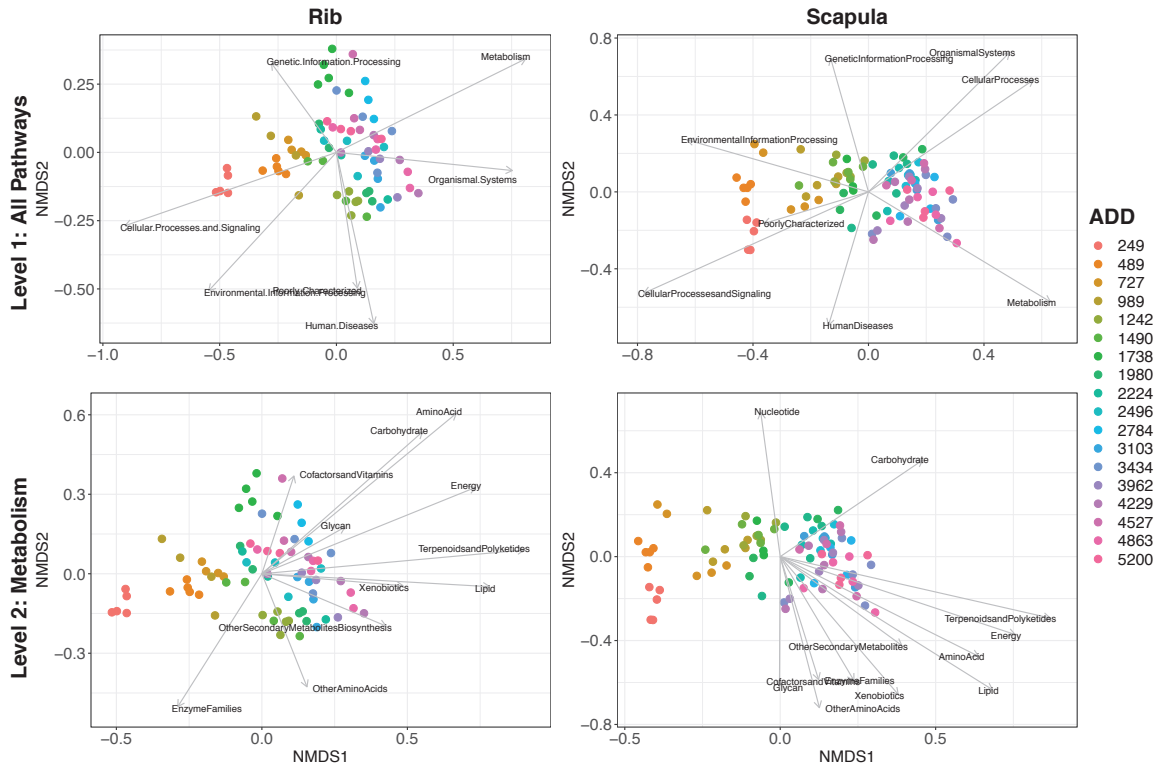 Rib
Scapula
Level 1: All Pathways
NMDS2
0.25
0.00
−0.25
−0.50
−1.0
−0.5
0.0
0.5
Genetic.Information.Processing
Metabolism
Organismal.Systems
Cellular.Processes.and.Signaling
Environmental.Information.Processing
Poorly.Characterized
Human.Diseases
NMDS2
0.8
0.4
0.0
−0.4
−0.8
−0.4
0.0
0.4
OrganismalSystems
GeneticInformationProcessing
CellularProcesses
EnvironmentalInformationProcessing
PoorlyCharacterized
CellularProcessesandSignaling
Metabolism
HumanDiseases
Level 2: Metabolism
NMDS2
0.6
0.3
0.0
−0.3
−0.5
0.0
0.5
NMDS1
AminoAcid
Carbohydrate
CofactorsandVitamins
Energy
Glycan
TerpenoidsandPolyketides
Xenobiotics
Lipid
OtherSecondaryMetabolitesBiosynthesis
OtherAminoAcids
EnzymeFamilies
NMDS2
0.4
0.0
−0.4
−0.8
−0.5
0.0
0.5
NMDS1
Nucleotide
Carbohydrate
TerpenoidsandPolyketides
Energy
OtherSecondaryMetabolites
AminoAcid
CofactorsandVitamins
EnzymeFamilies
Glycan
Lipid
Xenobiotics
OtherAminoAcids
ADD
249
489
727
989
1242
1490
1738
1980
2224
2496
2784
3103
3434
3962
4229
4527
4863
5200